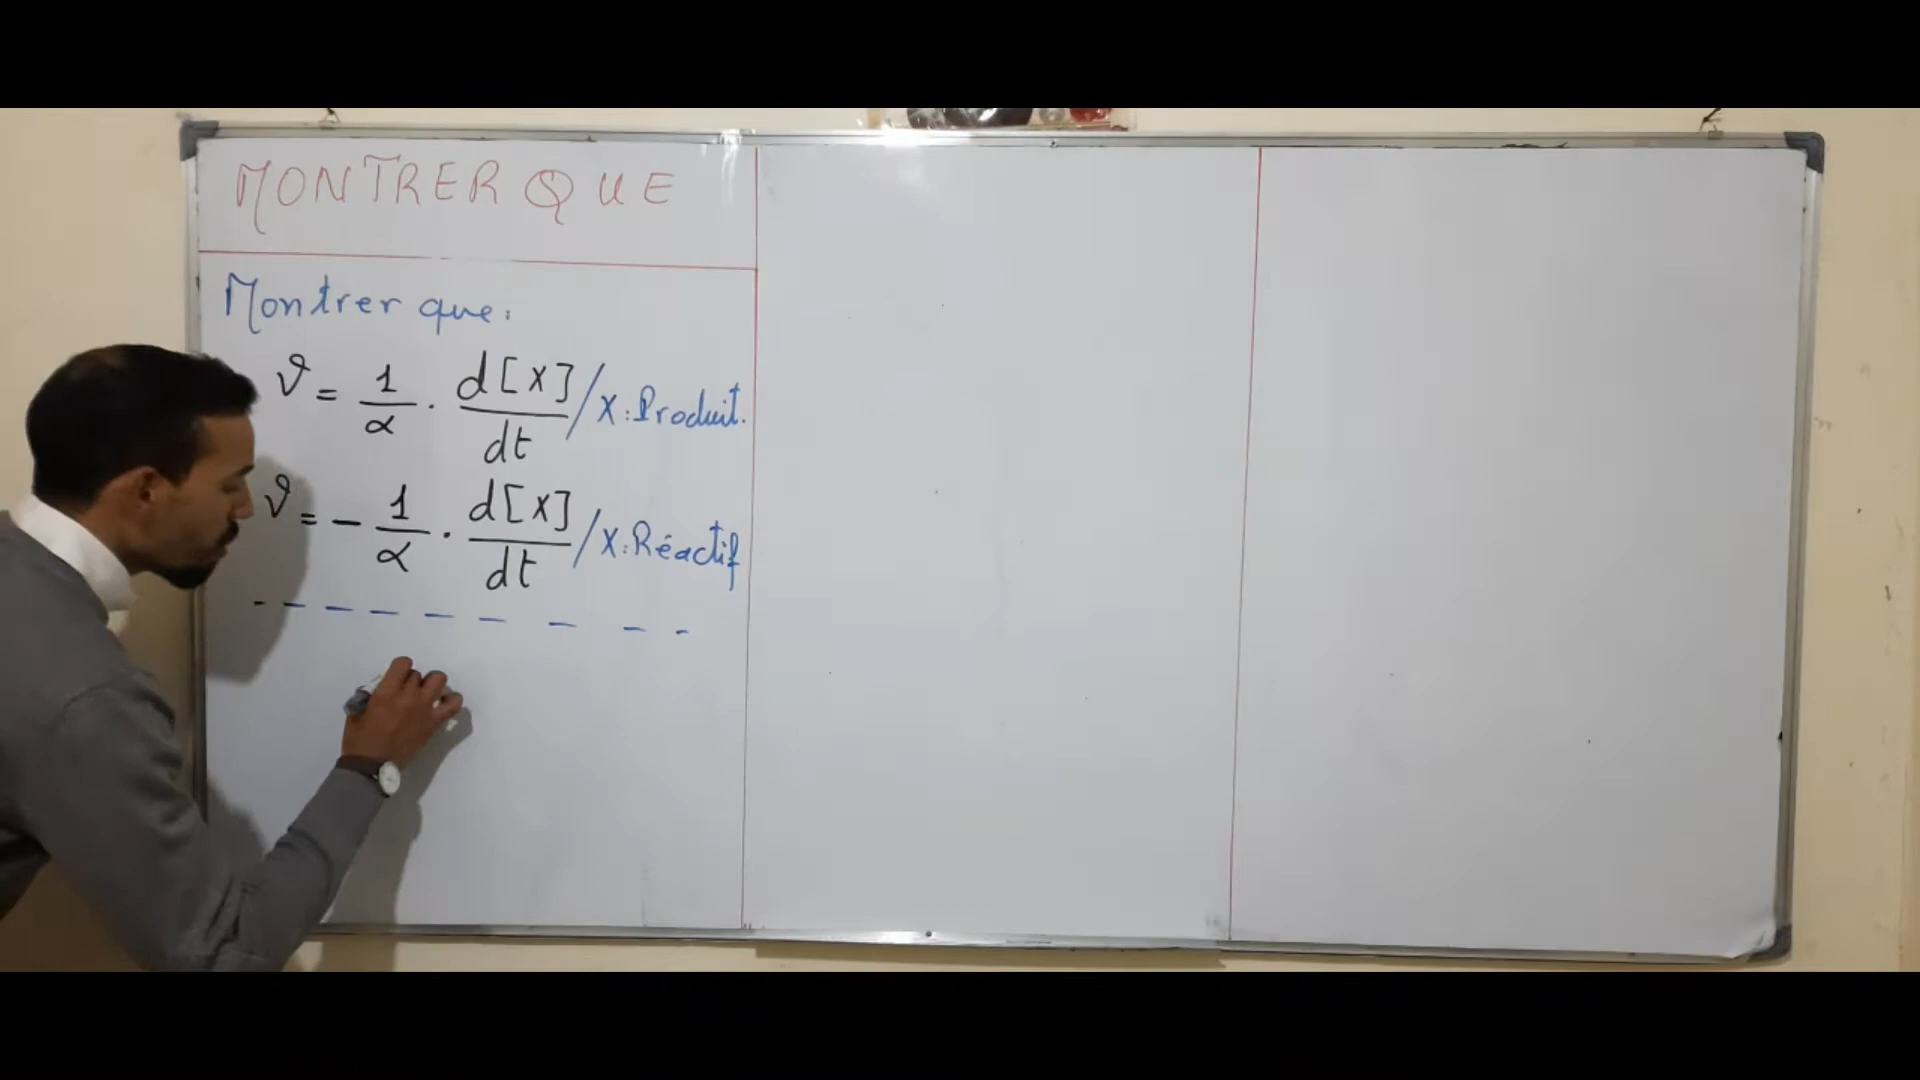 MONTRER QUE
Montrer que:
ϑ = 1/α · d[X]/dt / X: Produit.
ϑ = - 1/α · d[X]/dt / X: Réactif